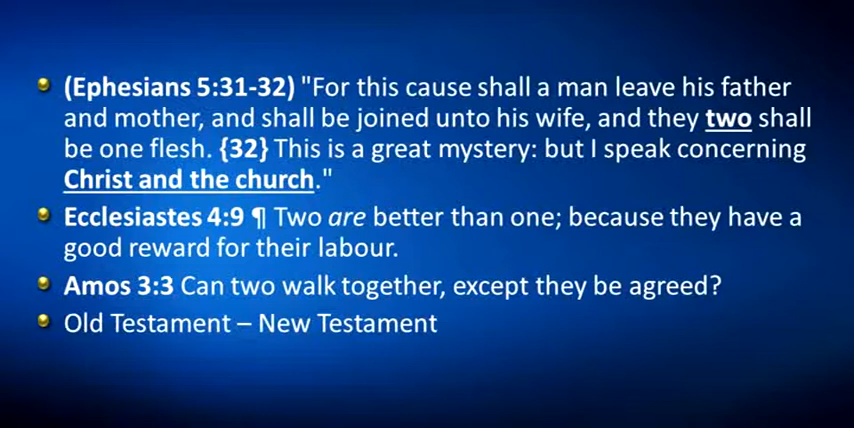 (Ephesians 5:31-32) "For this cause shall a man leave his father
and mother, and shall be joined unto his wife, and they two shall
be one flesh. {32} This is a great mystery: but I speak concerning
Christ and the church."
Ecclesiastes 4:9 ¶ Two are better than one; because they have a
good reward for their labour.
Amos 3:3 Can two walk together, except they be agreed?
Old Testament – New Testament